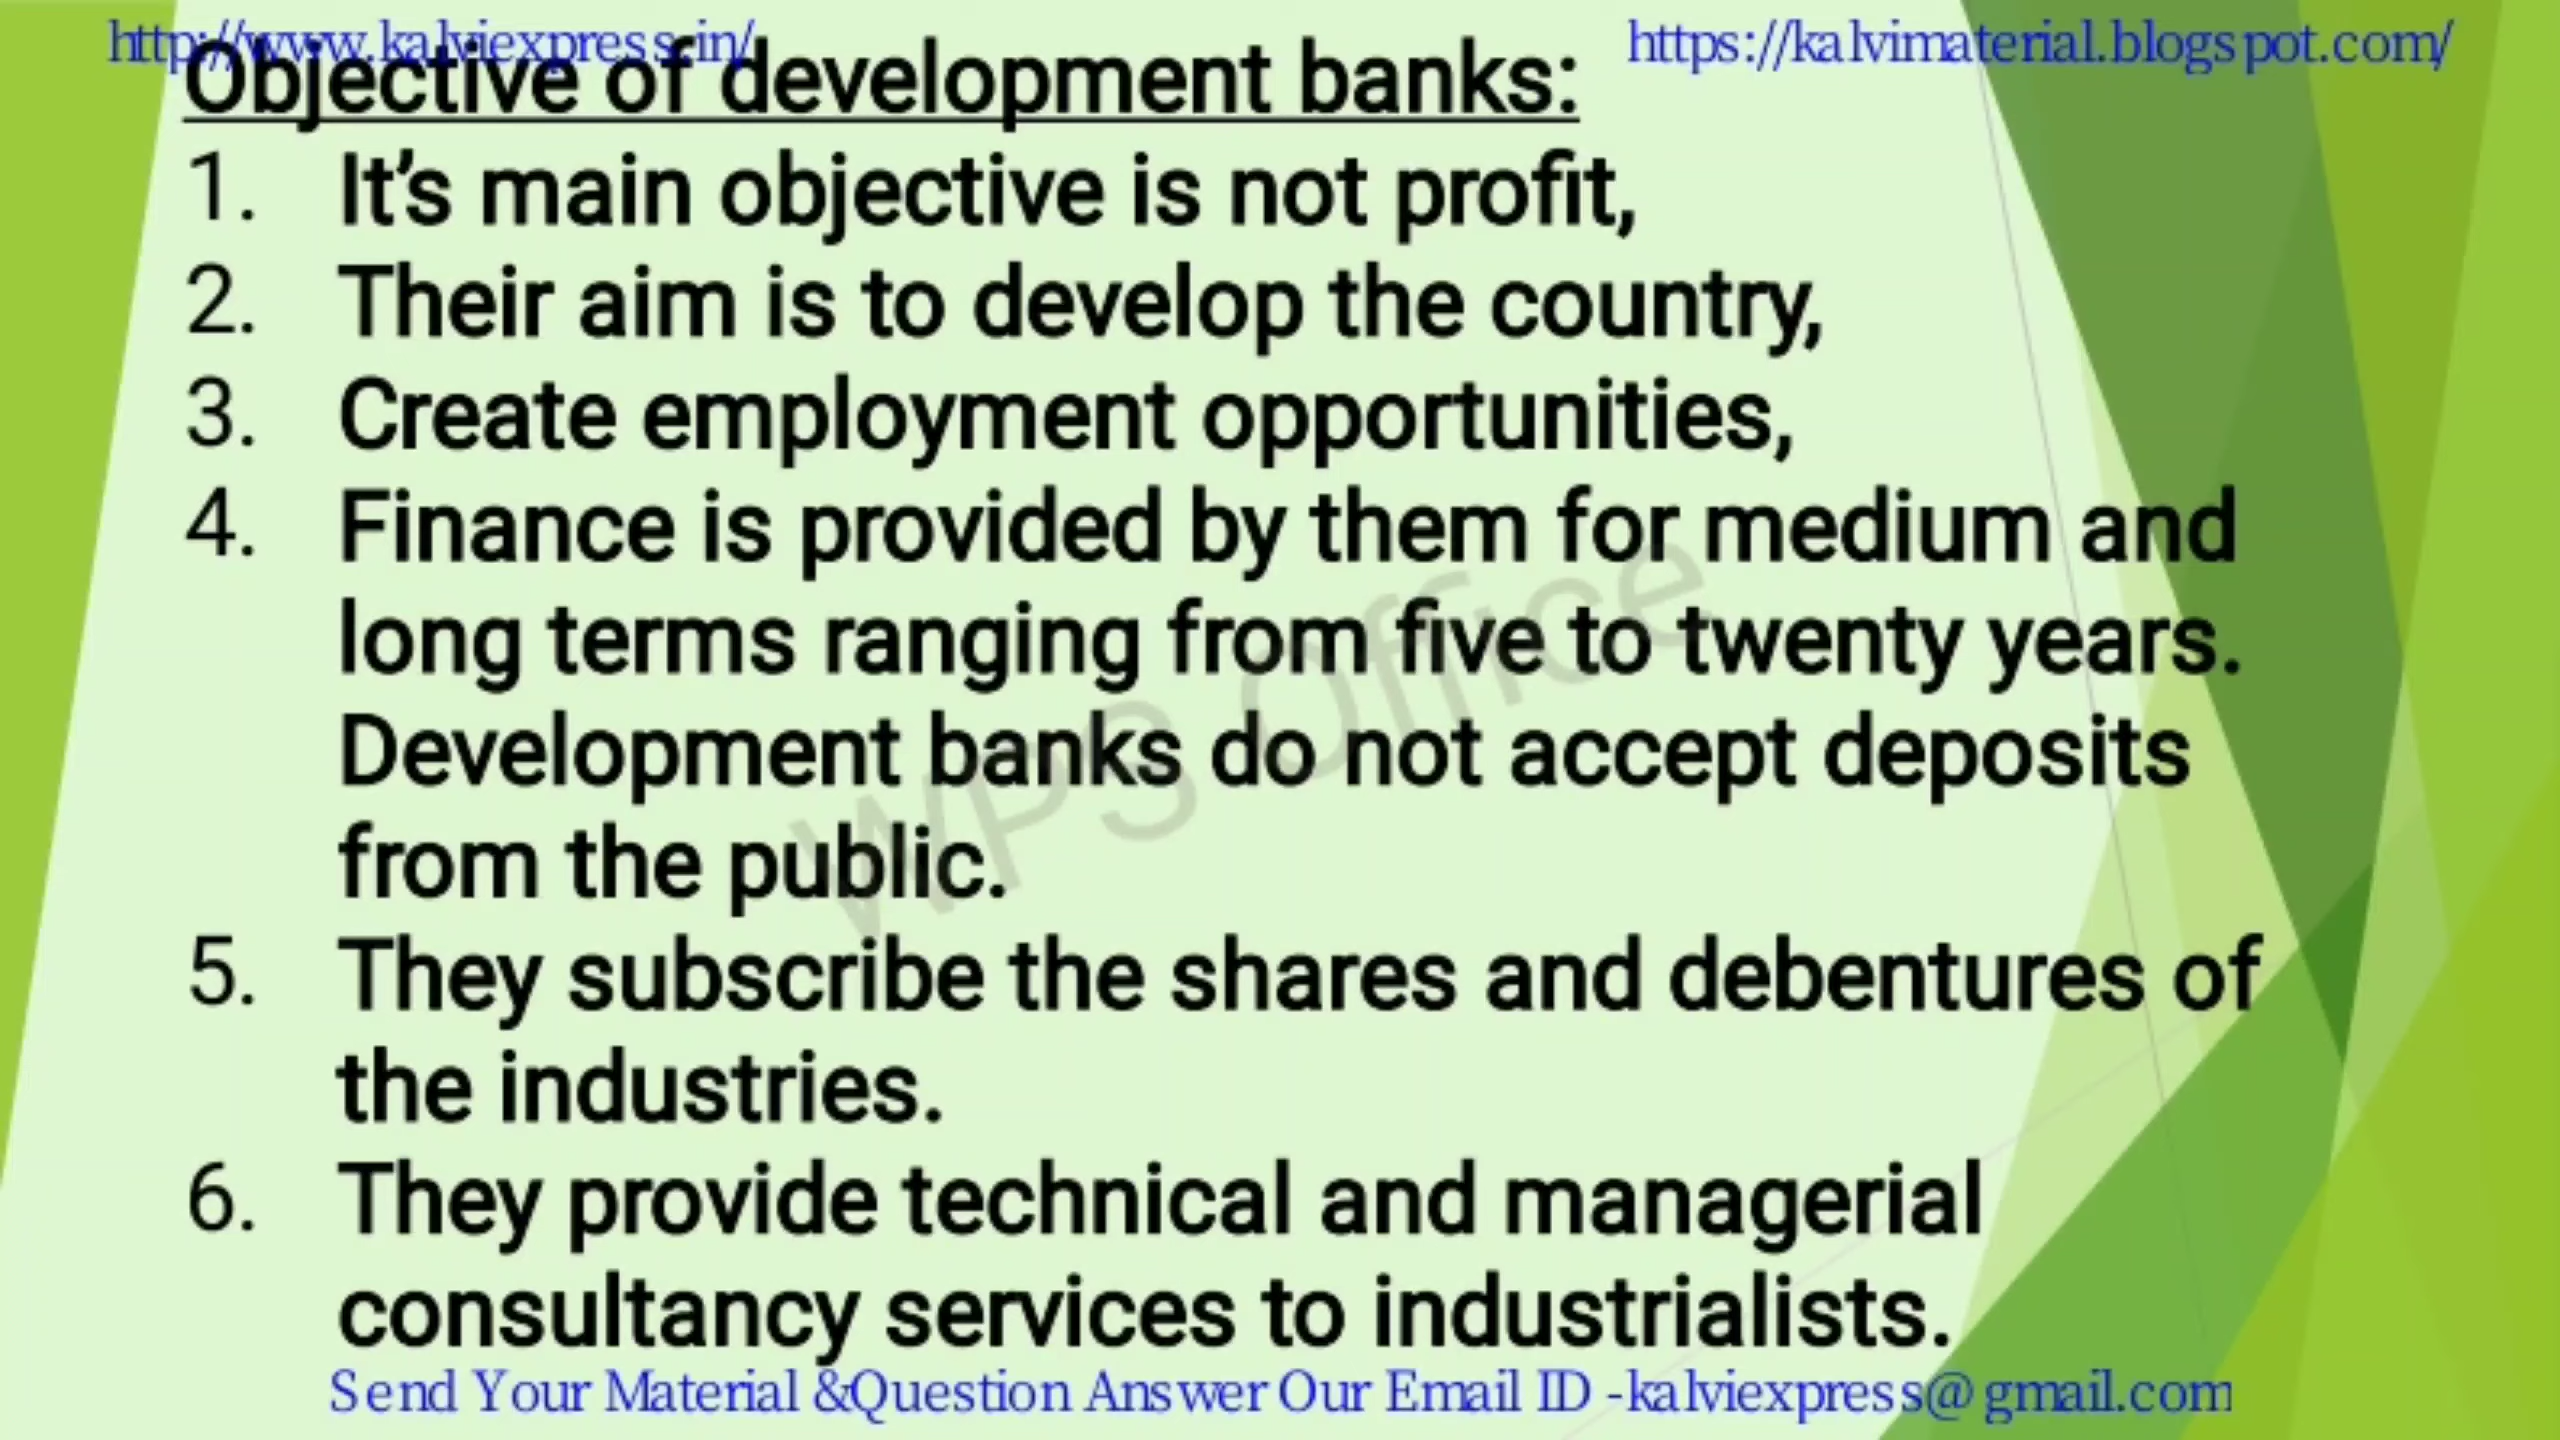 http://www.kalviexpress.in/ https://kalvimaterial.blogspot.com/
Objective of development banks:
1. It’s main objective is not profit,
2. Their aim is to develop the country,
3. Create employment opportunities,
4. Finance is provided by them for medium and
long terms ranging from five to twenty years.
Development banks do not accept deposits
from the public.
5. They subscribe the shares and debentures of
the industries.
6. They provide technical and managerial
consultancy services to industrialists.
WPS Office
Send Your Material &Question Answer Our Email ID -kalviexpress@gmail.com